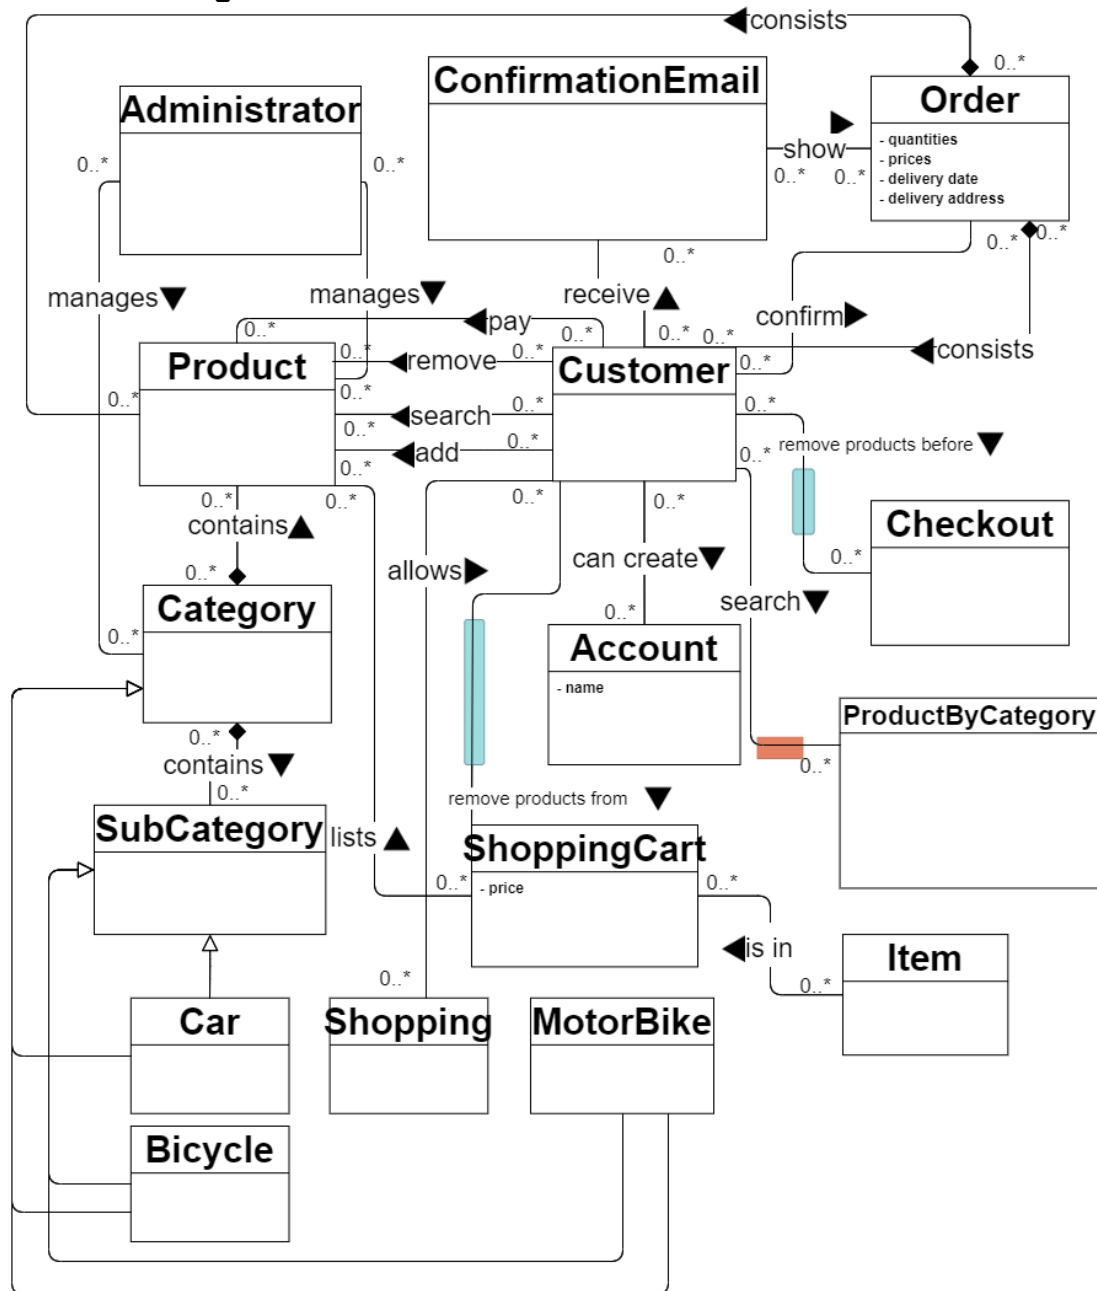 consists
0..*
ConfirmationEmail
Order
- quantities
- prices
- delivery date
- delivery address
Administrator
0..*
0..*
show
0..*
0..*
0..*
0..*
0..*
manages
manages
receive
confirm
0..*
0..*
pay
0..*
0..*
consists
Product
0..*
remove
0..*
Customer
0..*
0..*
0..*
search
0..*
0..*
0..*
add
0..*
0..*
remove products before
0..*
0..*
0..*
0..*
0..*
0..*
contains
Checkout
allows
can create
0..*
0..*
Category
search
0..*
0..*
Account
- name
ProductByCategory
0..*
contains
0..*
0..*
remove products from
SubCategory
lists
ShoppingCart
0..*
- price
0..*
is in
Item
0..*
0..*
Car
Shopping
MotorBike
Bicycle